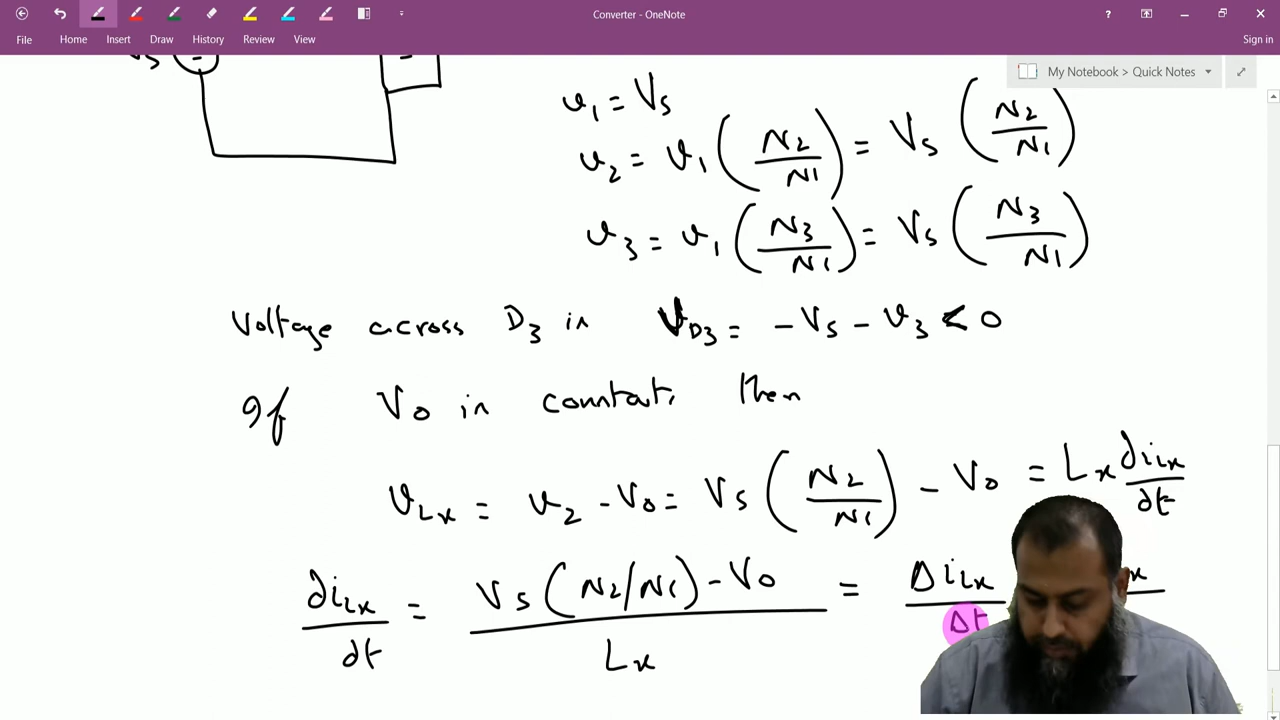 Converter - OneNote
?
File Home Insert Draw History Review View
Sign in
My Notebook > Quick Notes
Vs
v1 = Vs
v2 = v1 (N2/N1) = Vs (N2/N1)
v3 = v1 (N3/N1) = Vs (N3/N1)
Voltage across D3 is VD3 = -Vs - v3 < 0
If Vo is constant, then
vLx = v2 - Vo = Vs (N2/N1) - Vo = Lx diLx/dt
diLx/dt = Vs (N2/N1) - Vo / Lx = ΔiLx/Δt